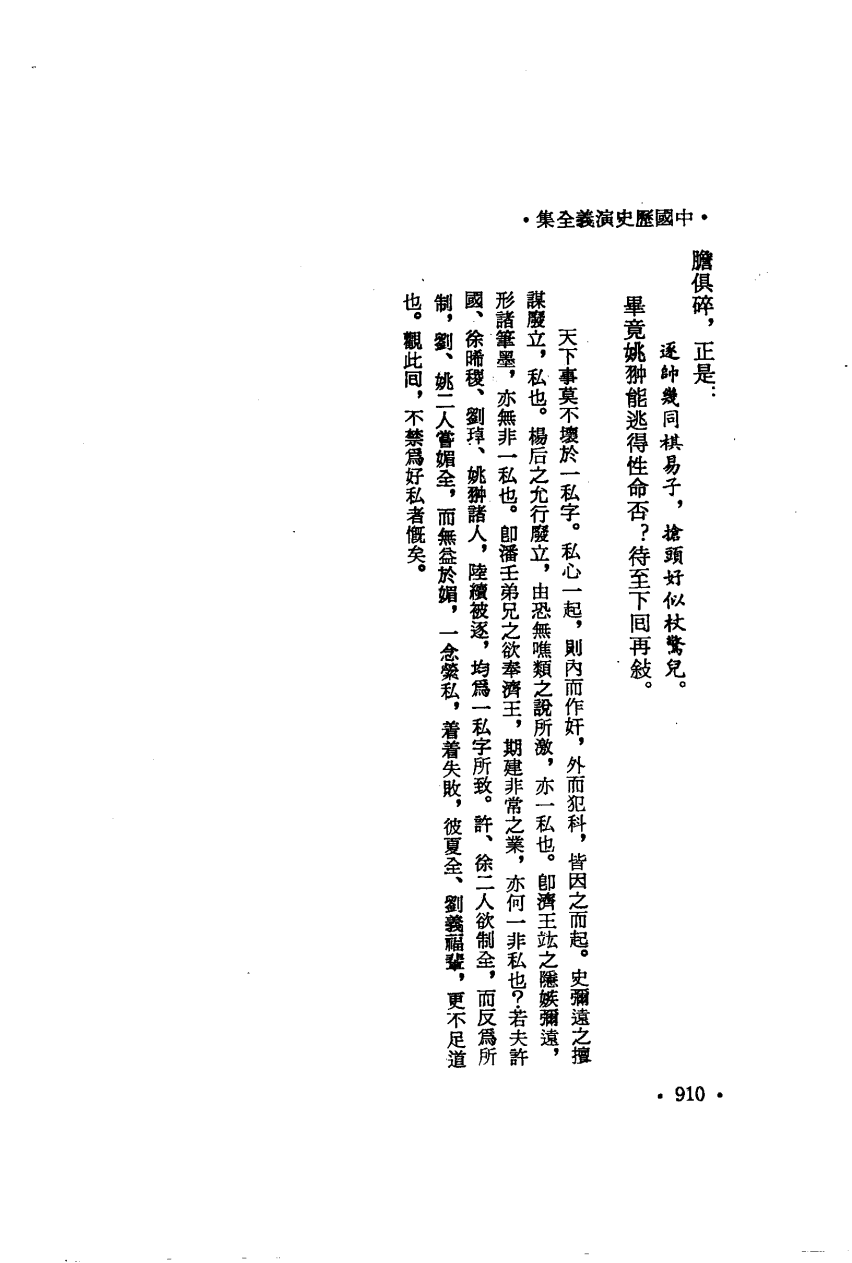 •中國歷史演義全集•
膽俱碎，正是：
逐帥幾同棋易子，搶頭好似杖驚兒。
畢竟姚翀能逃得性命否？待至下回再敍。
天下事莫不壞於一私字。私心一起，則內而作奸，外而犯科，皆因之而起。史彌遠之擅
謀廢立，私也。楊后之允行廢立，由恐無噍類之說所激，亦一私也。卽濟王竑之隱嫉彌遠，
形諸筆墨，亦無非一私也。卽潘壬弟兄之欲奉濟王，期建非常之業，亦何一非私也？若夫許
國、徐晞稷、劉琸、姚翀諸人，陸續被逐，均爲一私字所致。許、徐二人欲制全，而反爲所
制，劉、姚二人嘗媚全，而無益於媚，一念縈私，着着失敗，彼夏全、劉義福輩，更不足道
也。觀此回，不禁爲好私者慨矣。
•910•